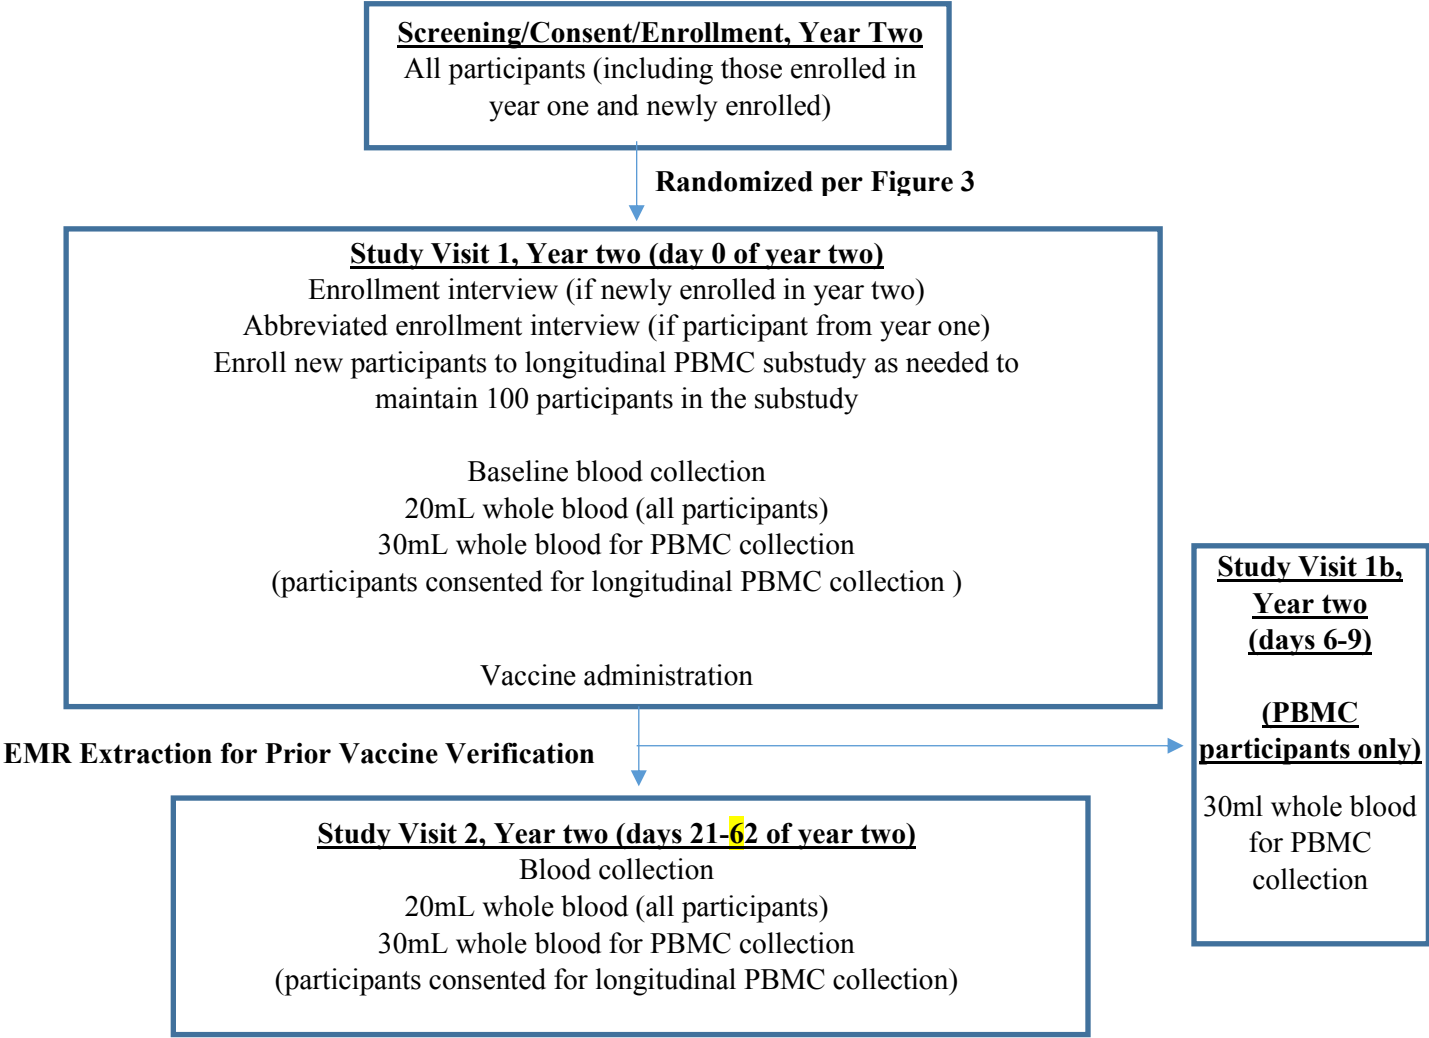 Screening/Consent/Enrollment, Year Two
All participants (including those enrolled in
year one and newly enrolled)
Randomized per Figure 3
Study Visit 1, Year two (day 0 of year two)
Enrollment interview (if newly enrolled in year two)
Abbreviated enrollment interview (if participant from year one)
Enroll new participants to longitudinal PBMC substudy as needed to
maintain 100 participants in the substudy
Baseline blood collection
20mL whole blood (all participants)
30mL whole blood for PBMC collection
(participants consented for longitudinal PBMC collection )
Vaccine administration
Study Visit 1b,
Year two
(days 6-9)
(PBMC
participants only)
30ml whole blood
for PBMC
collection
EMR Extraction for Prior Vaccine Verification
Study Visit 2, Year two (days 21-62 of year two)
Blood collection
20mL whole blood (all participants)
30mL whole blood for PBMC collection
(participants consented for longitudinal PBMC collection)